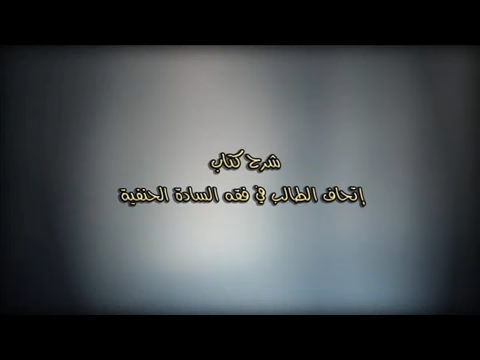 شرح كتاب
إتحاف الطالب في فقه السادة الحنفية